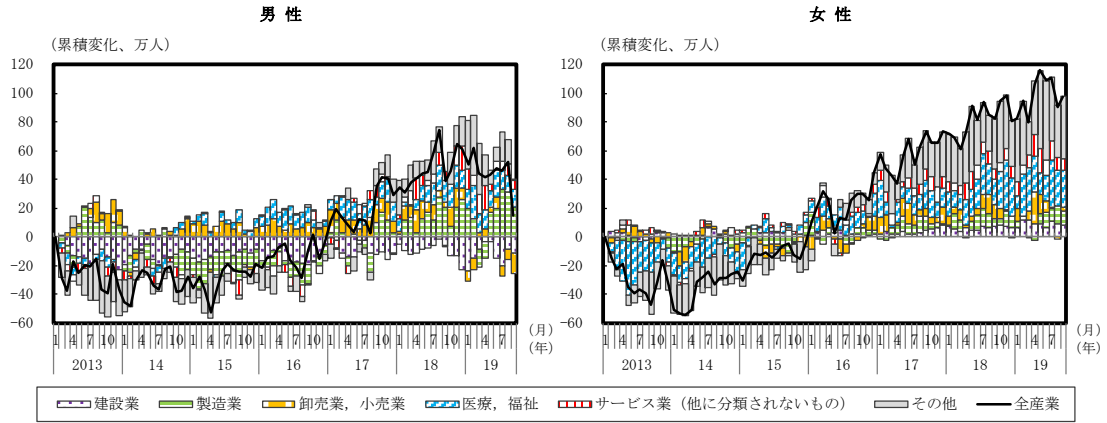 男 性
(累積変化、万人)
120
100
80
60
40
20
0
−20
−40
−60
1 4 7 10 1 4 7 10 1 4 7 10 1 4 7 10 1 4 7 10 1 4 7 10 1 4 7 (月)
2013 14 15 16 17 18 19 (年)
女 性
(累積変化、万人)
120
100
80
60
40
20
0
−20
−40
−60
1 4 7 10 1 4 7 10 1 4 7 10 1 4 7 10 1 4 7 10 1 4 7 10 1 4 7 (月)
2013 14 15 16 17 18 19 (年)
建設業 製造業 卸売業，小売業 医療，福祉 サービス業（他に分類されないもの） その他 全産業